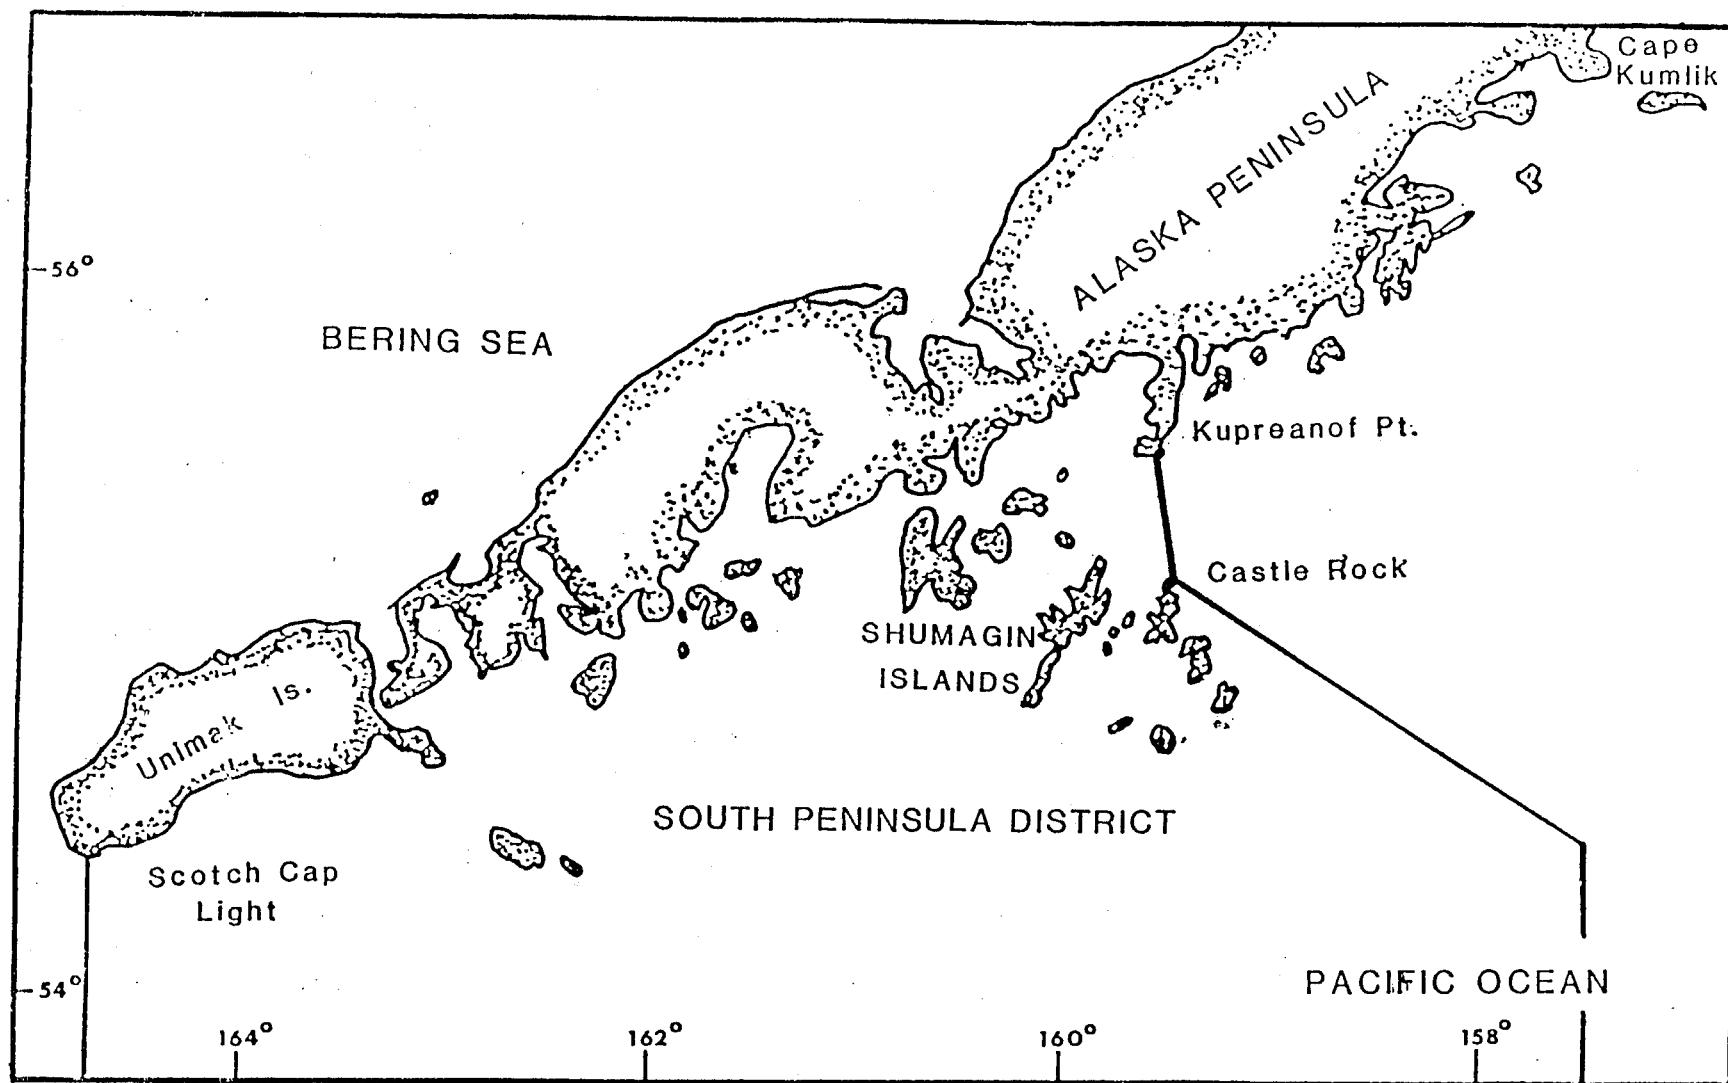 Cape
Kumlik
ALASKA PENINSULA
56°
BERING SEA
Kupreanof Pt.
Castle Rock
SHUMAGIN
ISLANDS
Unimak Is.
SOUTH PENINSULA DISTRICT
Scotch Cap
Light
PACIFIC OCEAN
54°
164°
162°
160°
158°